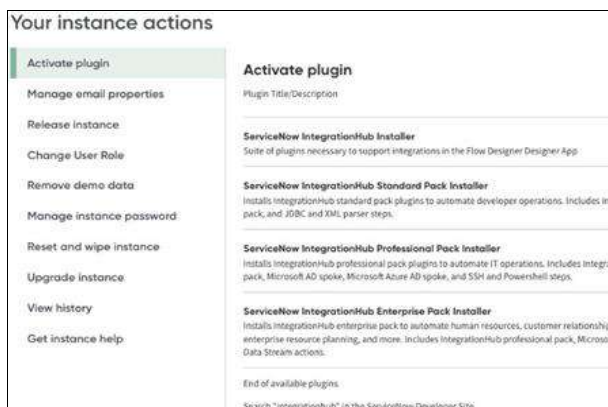 Your instance actions
Activate plugin
Manage email properties
Release instance
Change User Role
Remove demo data
Manage instance password
Reset and wipe instance
Upgrade instance
View history
Get instance help
Activate plugin
Plugin Title/Description
ServiceNow IntegrationHub Installer
Suite of plugins necessary to support integrations in the Flow Designer Designer App
ServiceNow IntegrationHub Standard Pack Installer
Installs IntegrationHub standard pack plugins to automate developer operations. Includes
pack, and JDBC and XML parser steps.
ServiceNow IntegrationHub Professional Pack Installer
Installs IntegrationHub professional pack plugins to automate IT operations. Includes
pack, Microsoft AD spoke, Microsoft Azure AD spoke, and SSH and Powershell steps.
ServiceNow IntegrationHub Enterprise Pack Installer
Installs IntegrationHub enterprise pack to automate human resources, customer
enterprise resource planning, and more. Includes IntegrationHub professional pack,
Data Stream actions.
End of available plugins
Search "integrationhub" in the ServiceNow Developer Site